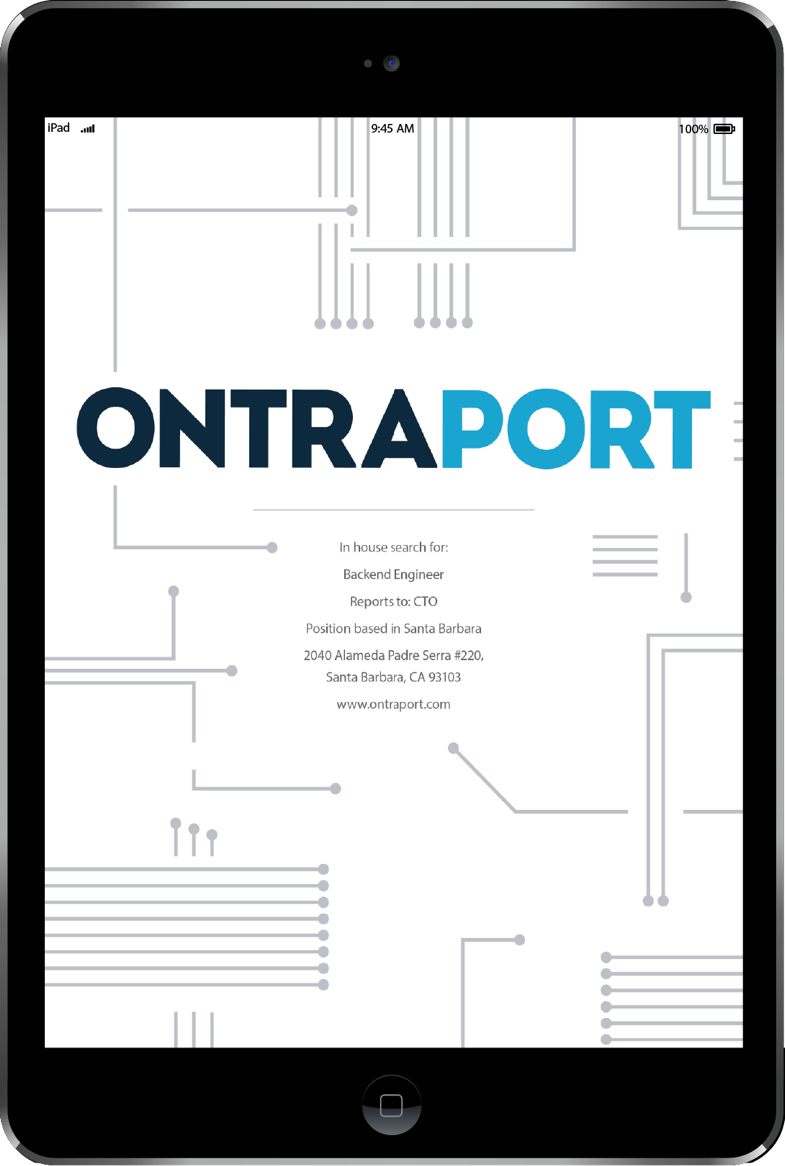 iPad
9:45 AM
100%
ONTRAPORT
In house search for:
Backend Engineer
Reports to: CTO
Position based in Santa Barbara
2040 Alameda Padre Serra #220,
Santa Barbara, CA 93103
www.ontraport.com